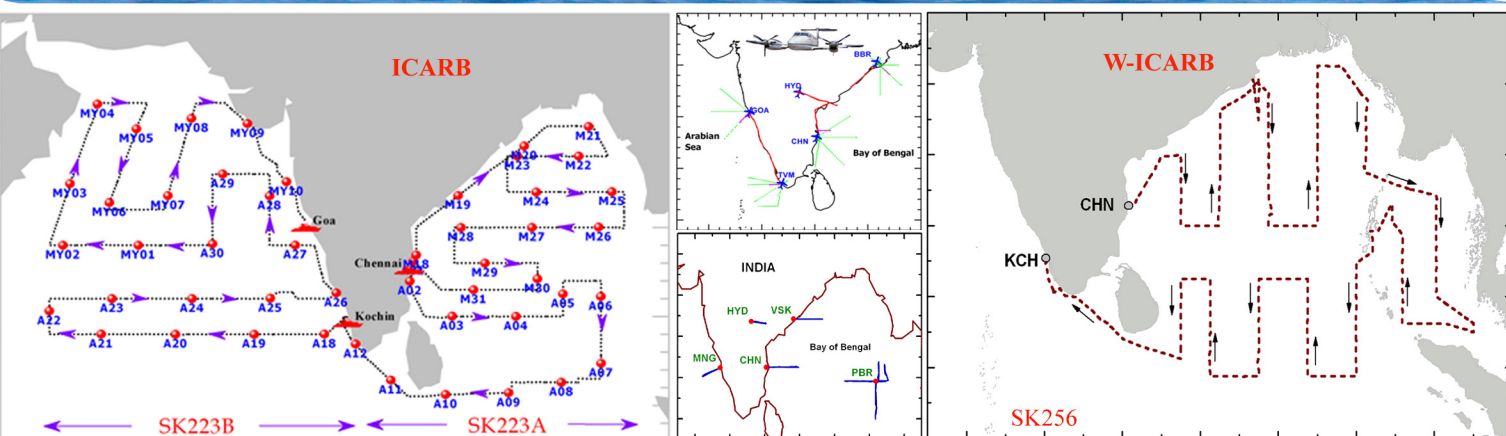 ICARB
MY04
MY05
MY08
MY09
MY03
MY06
MY07
A29
MY10
A28
Goa
MY02
MY01
A30
A27
M21
M20
M23
M22
M19
M24
M25
M28
M27
M26
Chennai
M18
M29
A02
M31
M30
A05
A06
A23
A24
A25
A26
A22
Kochin
A03
A04
A21
A20
A19
A18
A12
A11
A10
A09
A08
A07
SK223B
SK223A
BBR
HYD
GOA
Arabian
Sea
CHN
Bay of Bengal
TVM
INDIA
HYD
VSK
Bay of Bengal
MNG
CHN
PBR
W-ICARB
CHN
KCH
SK256